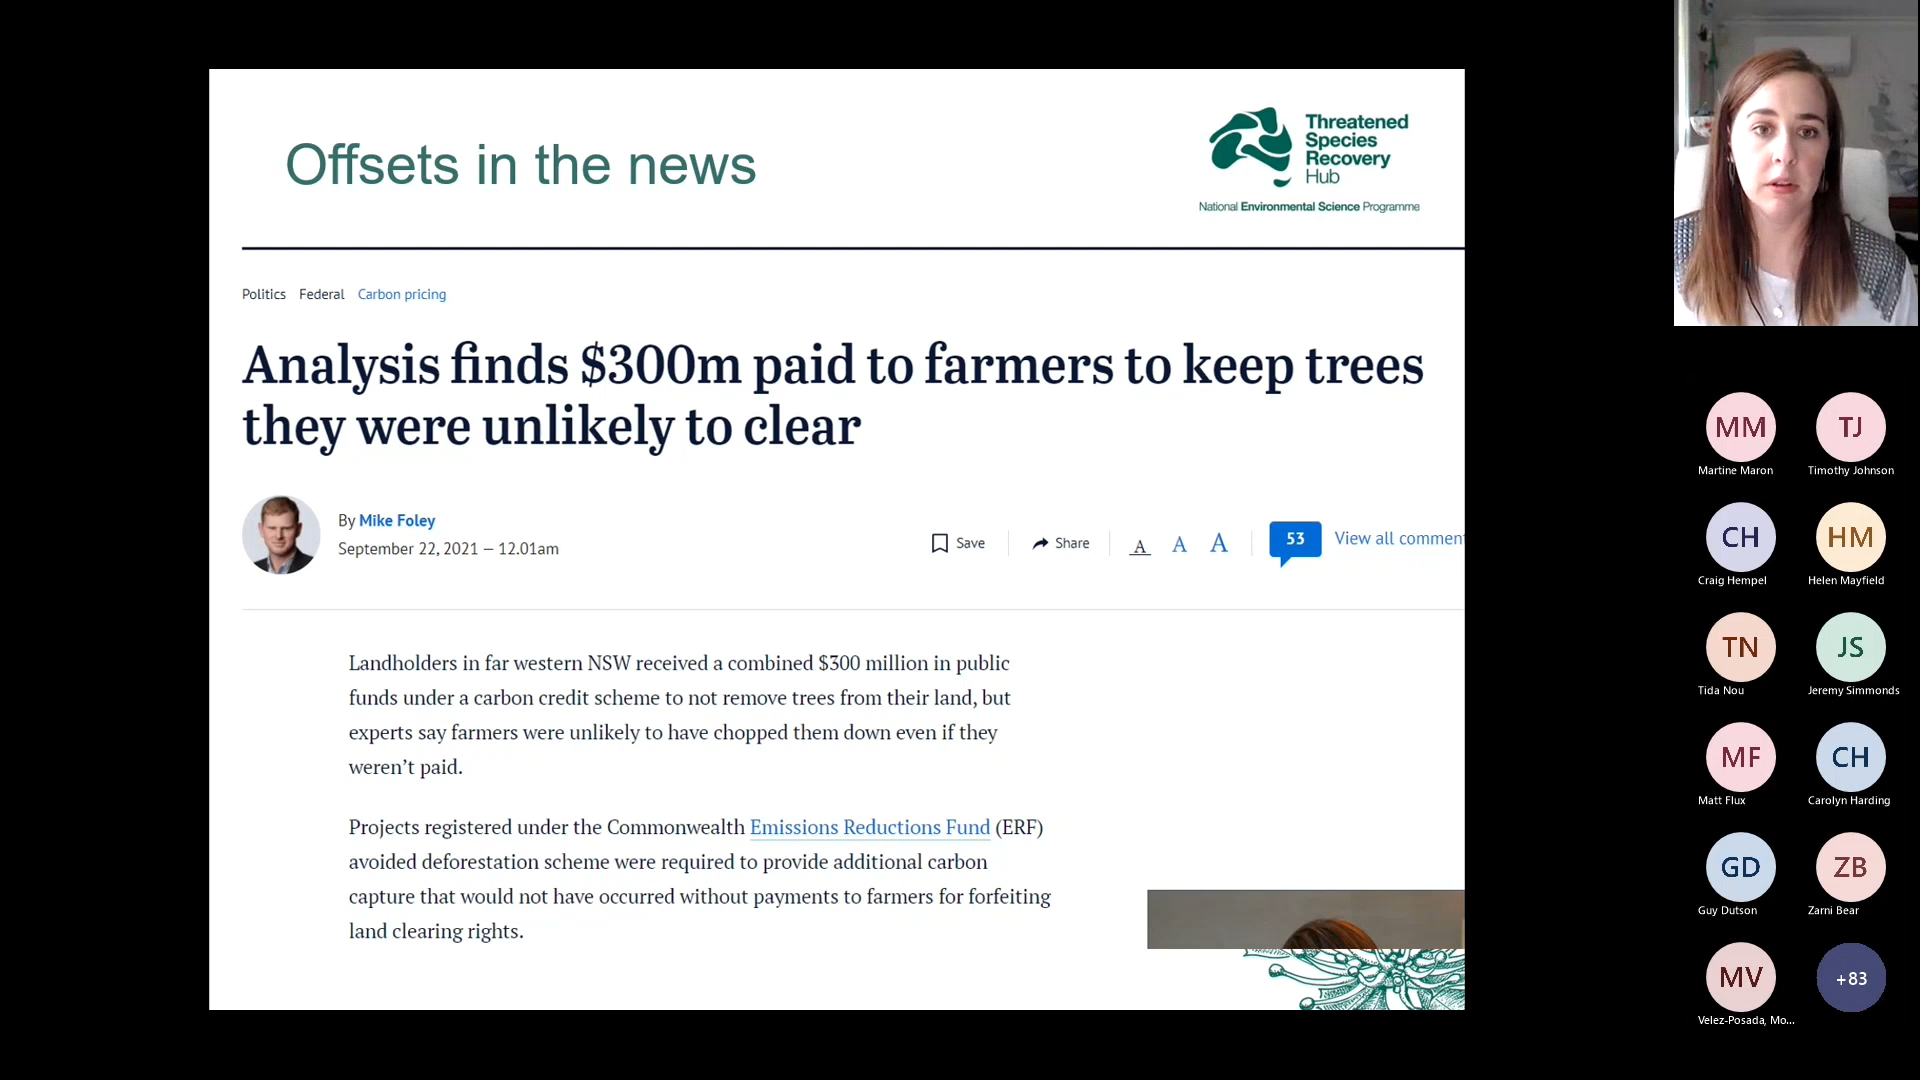 Offsets in the news
Threatened
Species
Recovery
Hub
National Environmental Science Programme
Politics Federal Carbon pricing
Analysis finds $300m paid to farmers to keep trees
they were unlikely to clear
By Mike Foley
September 22, 2021 — 12.01am
Save
Share
A A A
53
View all comment
Landholders in far western NSW received a combined $300 million in public
funds under a carbon credit scheme to not remove trees from their land, but
experts say farmers were unlikely to have chopped them down even if they
weren’t paid.
Projects registered under the Commonwealth Emissions Reductions Fund (ERF)
avoided deforestation scheme were required to provide additional carbon
capture that would not have occurred without payments to farmers for forfeiting
land clearing rights.
MM
Martine Maron
TJ
Timothy Johnson
CH
Craig Hempel
HM
Helen Mayfield
TN
Tida Nou
JS
Jeremy Simmonds
MF
Matt Flux
CH
Carolyn Harding
GD
Guy Dutson
ZB
Zarni Bear
MV
Velez-Posada, Mo...
+83